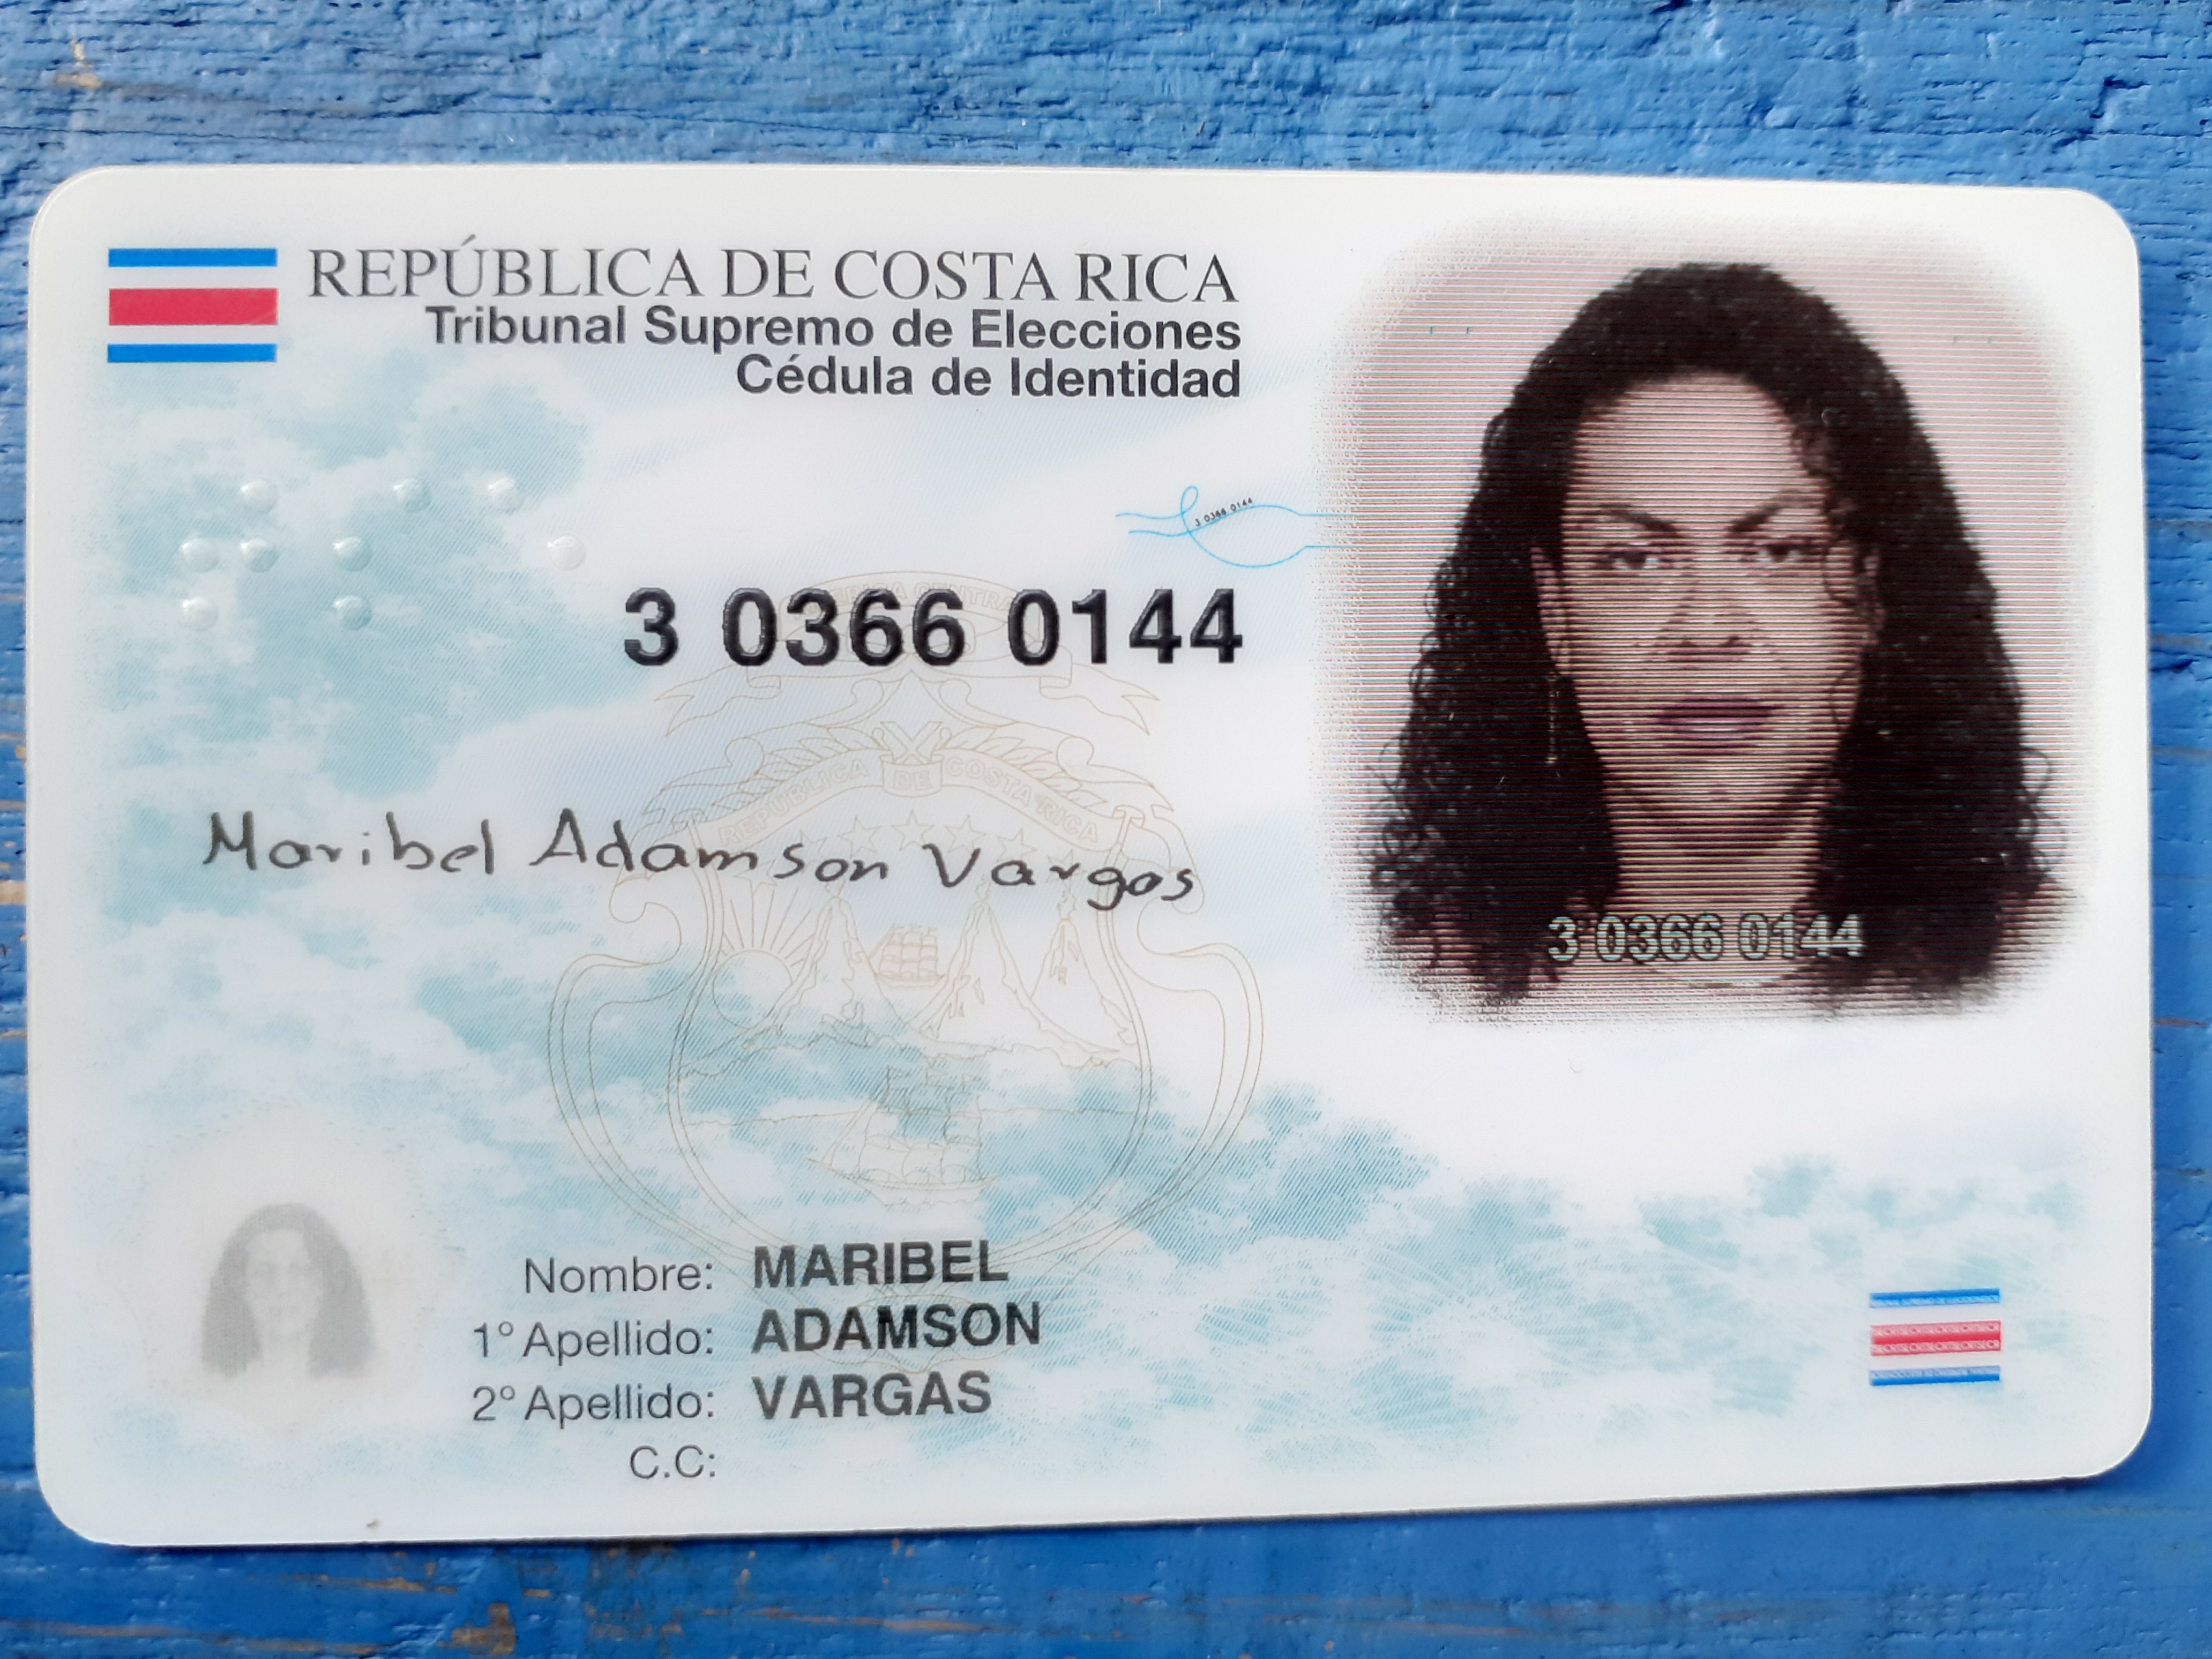 REPÚBLICA DE COSTA RICA
Tribunal Supremo de Elecciones
Cédula de Identidad
3 0366 0144
3 0366 0144
Maribel Adamson Vargas
REPUBLICA DE COSTA RICA
3 0366 0144
Nombre: MARIBEL
1° Apellido: ADAMSON
2° Apellido: VARGAS
C.C: